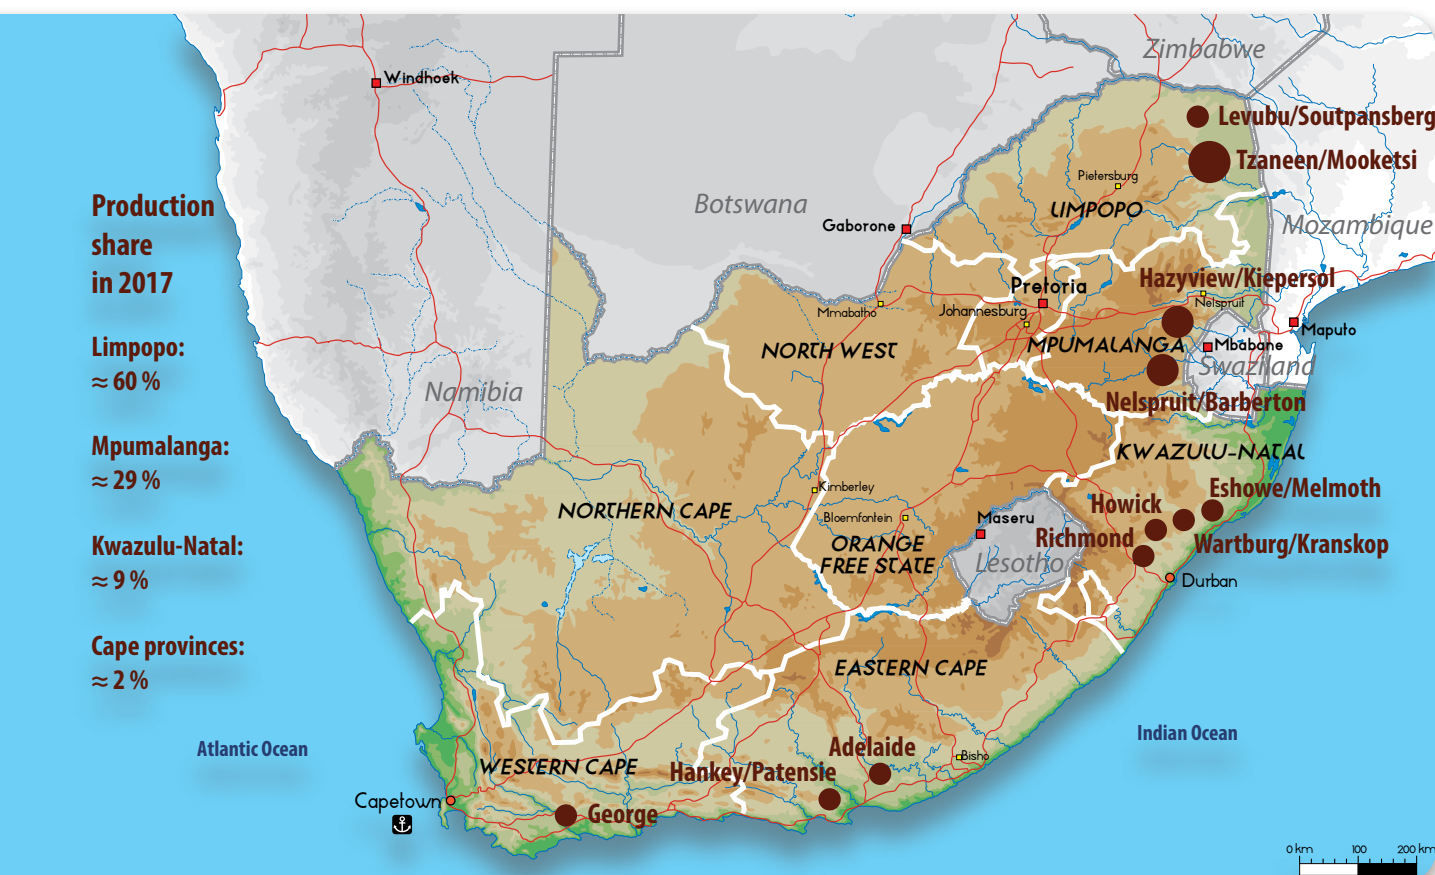 Production
share
in 2017
Limpopo:
≈ 60 %
Mpumalanga:
≈ 29 %
Kwazulu-Natal:
≈ 9 %
Cape provinces:
≈ 2 %
Zimbabwe
Windhoek
Levubu/Soutpansberg
Tzaneen/Mooketsi
Pietersburg
LIMPOPO
Botswana
Gaborone
Mozambique
Hazyview/Kiepersol
Pretoria
Nelspruit
Mmabatho
Johannesburg
Maputo
NORTH WEST
MPUMALANGA
Mbabane
Swaziland
Namibia
Nelspruit/Barberton
KWAZULU-NATAL
Kimberley
Eshowe/Melmoth
Howick
NORTHERN CAPE
Bloemfontein
Maseru
Richmond
Wartburg/Kranskop
ORANGE
FREE STATE
Lesotho
Durban
EASTERN CAPE
Indian Ocean
Atlantic Ocean
Adelaide
Bisho
WESTERN CAPE
Hankey/Patensie
Capetown
George
0 km 100 200 km